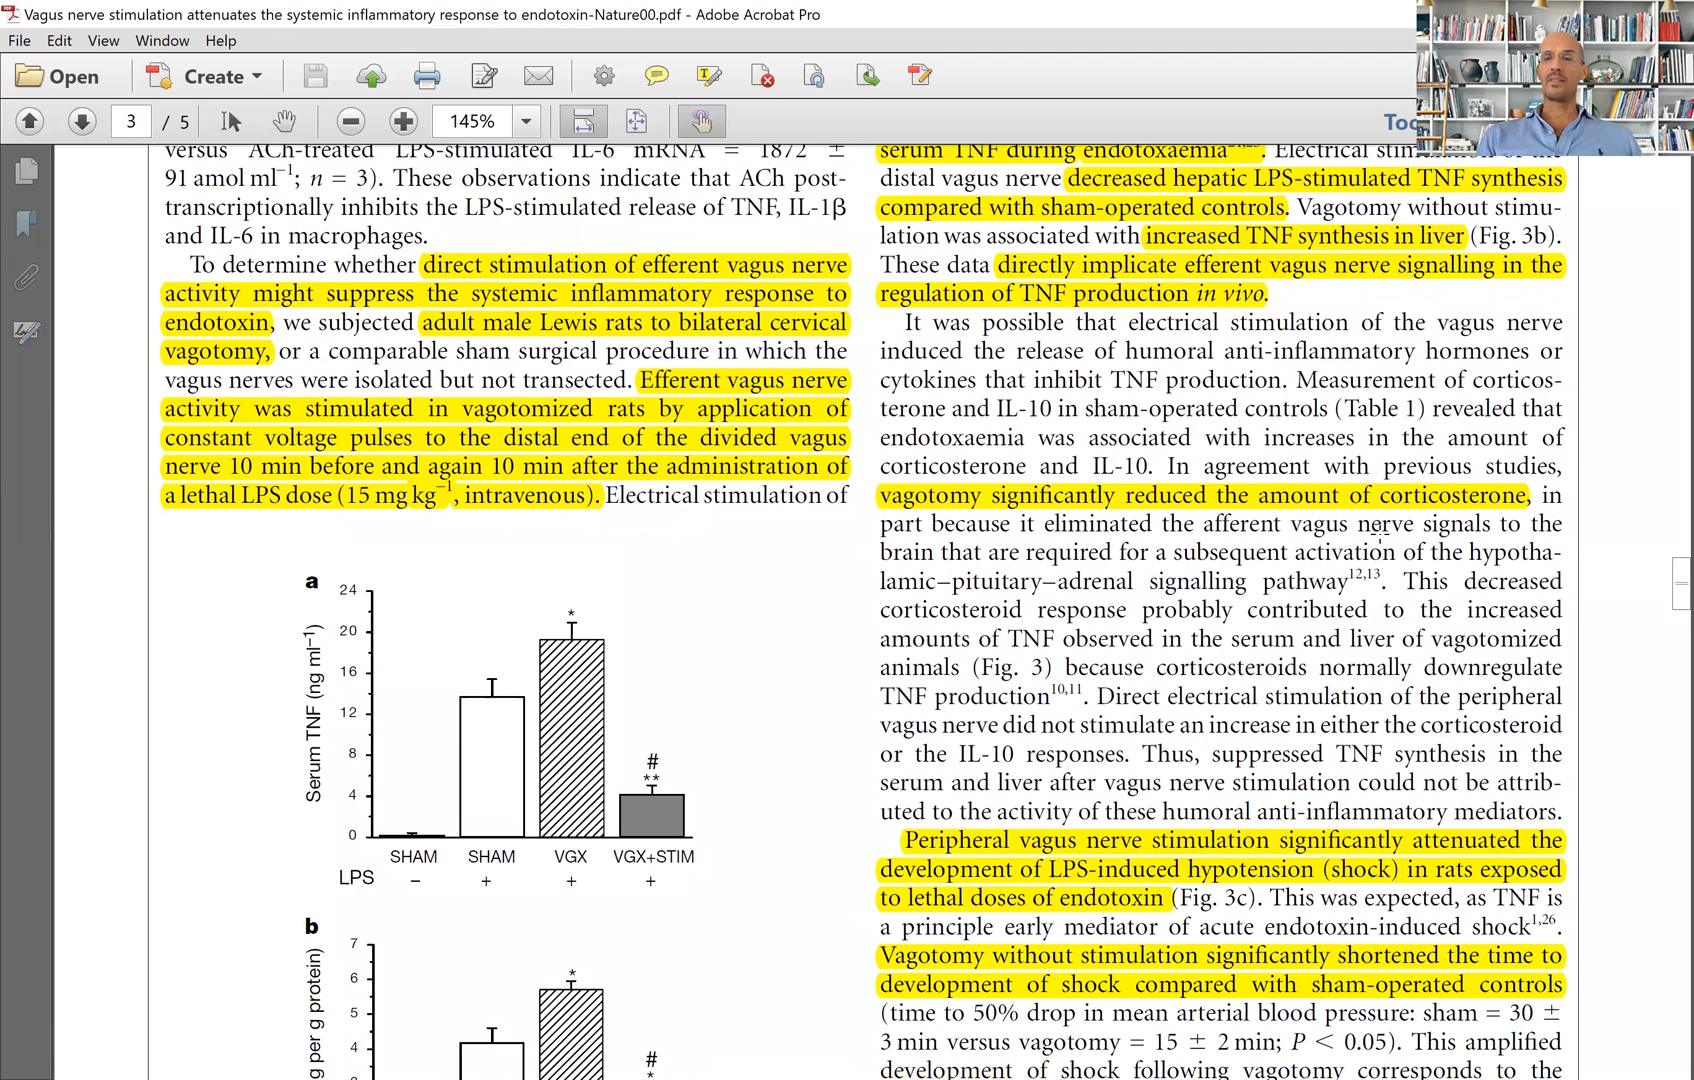 Vagus nerve stimulation attenuates the systemic inflammatory response to endotoxin-Nature00.pdf - Adobe Acrobat Pro
File Edit View Window Help
Open Create
3 / 5 145%
versus ACh-treated LPS-stimulated IL-6 mRNA = 1872 ±
91 amol ml⁻¹; n = 3). These observations indicate that ACh post-
transcriptionally inhibits the LPS-stimulated release of TNF, IL-1β
and IL-6 in macrophages.
To determine whether direct stimulation of efferent vagus nerve
activity might suppress the systemic inflammatory response to
endotoxin, we subjected adult male Lewis rats to bilateral cervical
vagotomy, or a comparable sham surgical procedure in which the
vagus nerves were isolated but not transected. Efferent vagus nerve
activity was stimulated in vagotomized rats by application of
constant voltage pulses to the distal end of the divided vagus
nerve 10 min before and again 10 min after the administration of
a lethal LPS dose (15 mg kg⁻¹, intravenous). Electrical stimulation of
a
Serum TNF (ng ml⁻¹)
24
20
16
12
8
4
0
*
#
**
SHAM SHAM VGX VGX+STIM
LPS − + + +
b
g per g protein)
7
6
5
4
*
#
*
serum TNF during endotoxaemia. Electrical
distal vagus nerve decreased hepatic LPS-stimulated TNF synthesis
compared with sham-operated controls. Vagotomy without stimu-
lation was associated with increased TNF synthesis in liver (Fig. 3b).
These data directly implicate efferent vagus nerve signalling in the
regulation of TNF production in vivo.
It was possible that electrical stimulation of the vagus nerve
induced the release of humoral anti-inflammatory hormones or
cytokines that inhibit TNF production. Measurement of corticos-
terone and IL-10 in sham-operated controls (Table 1) revealed that
endotoxaemia was associated with increases in the amount of
corticosterone and IL-10. In agreement with previous studies,
vagotomy significantly reduced the amount of corticosterone, in
part because it eliminated the afferent vagus nerve signals to the
brain that are required for a subsequent activation of the hypotha-
lamic–pituitary–adrenal signalling pathway¹²,¹³. This decreased
corticosteroid response probably contributed to the increased
amounts of TNF observed in the serum and liver of vagotomized
animals (Fig. 3) because corticosteroids normally downregulate
TNF production¹⁰,¹¹. Direct electrical stimulation of the peripheral
vagus nerve did not stimulate an increase in either the corticosteroid
or the IL-10 responses. Thus, suppressed TNF synthesis in the
serum and liver after vagus nerve stimulation could not be attrib-
uted to the activity of these humoral anti-inflammatory mediators.
Peripheral vagus nerve stimulation significantly attenuated the
development of LPS-induced hypotension (shock) in rats exposed
to lethal doses of endotoxin (Fig. 3c). This was expected, as TNF is
a principle early mediator of acute endotoxin-induced shock¹,²⁶.
Vagotomy without stimulation significantly shortened the time to
development of shock compared with sham-operated controls
(time to 50% drop in mean arterial blood pressure: sham = 30 ±
3 min versus vagotomy = 15 ± 2 min; P < 0.05). This amplified
development of shock following vagotomy corresponds to the